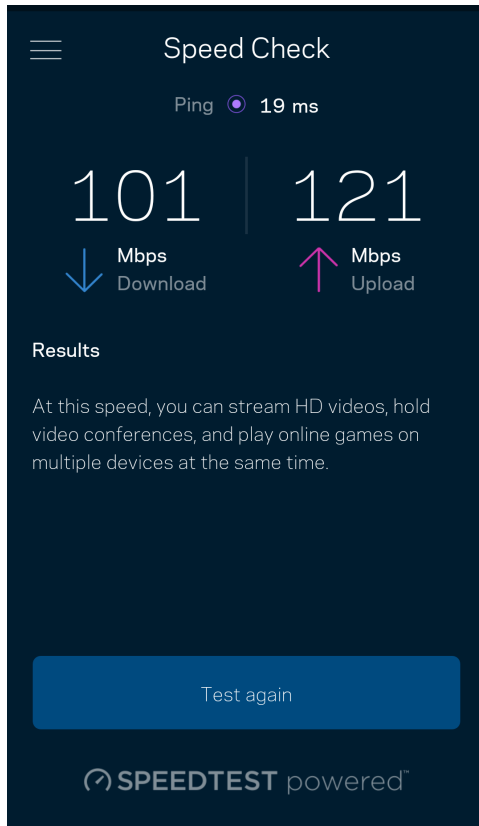 Speed Check
Ping 19 ms
101 121
Mbps Mbps
Download Upload
Results
At this speed, you can stream HD videos, hold
video conferences, and play online games on
multiple devices at the same time.
Test again
SPEEDTEST powered™